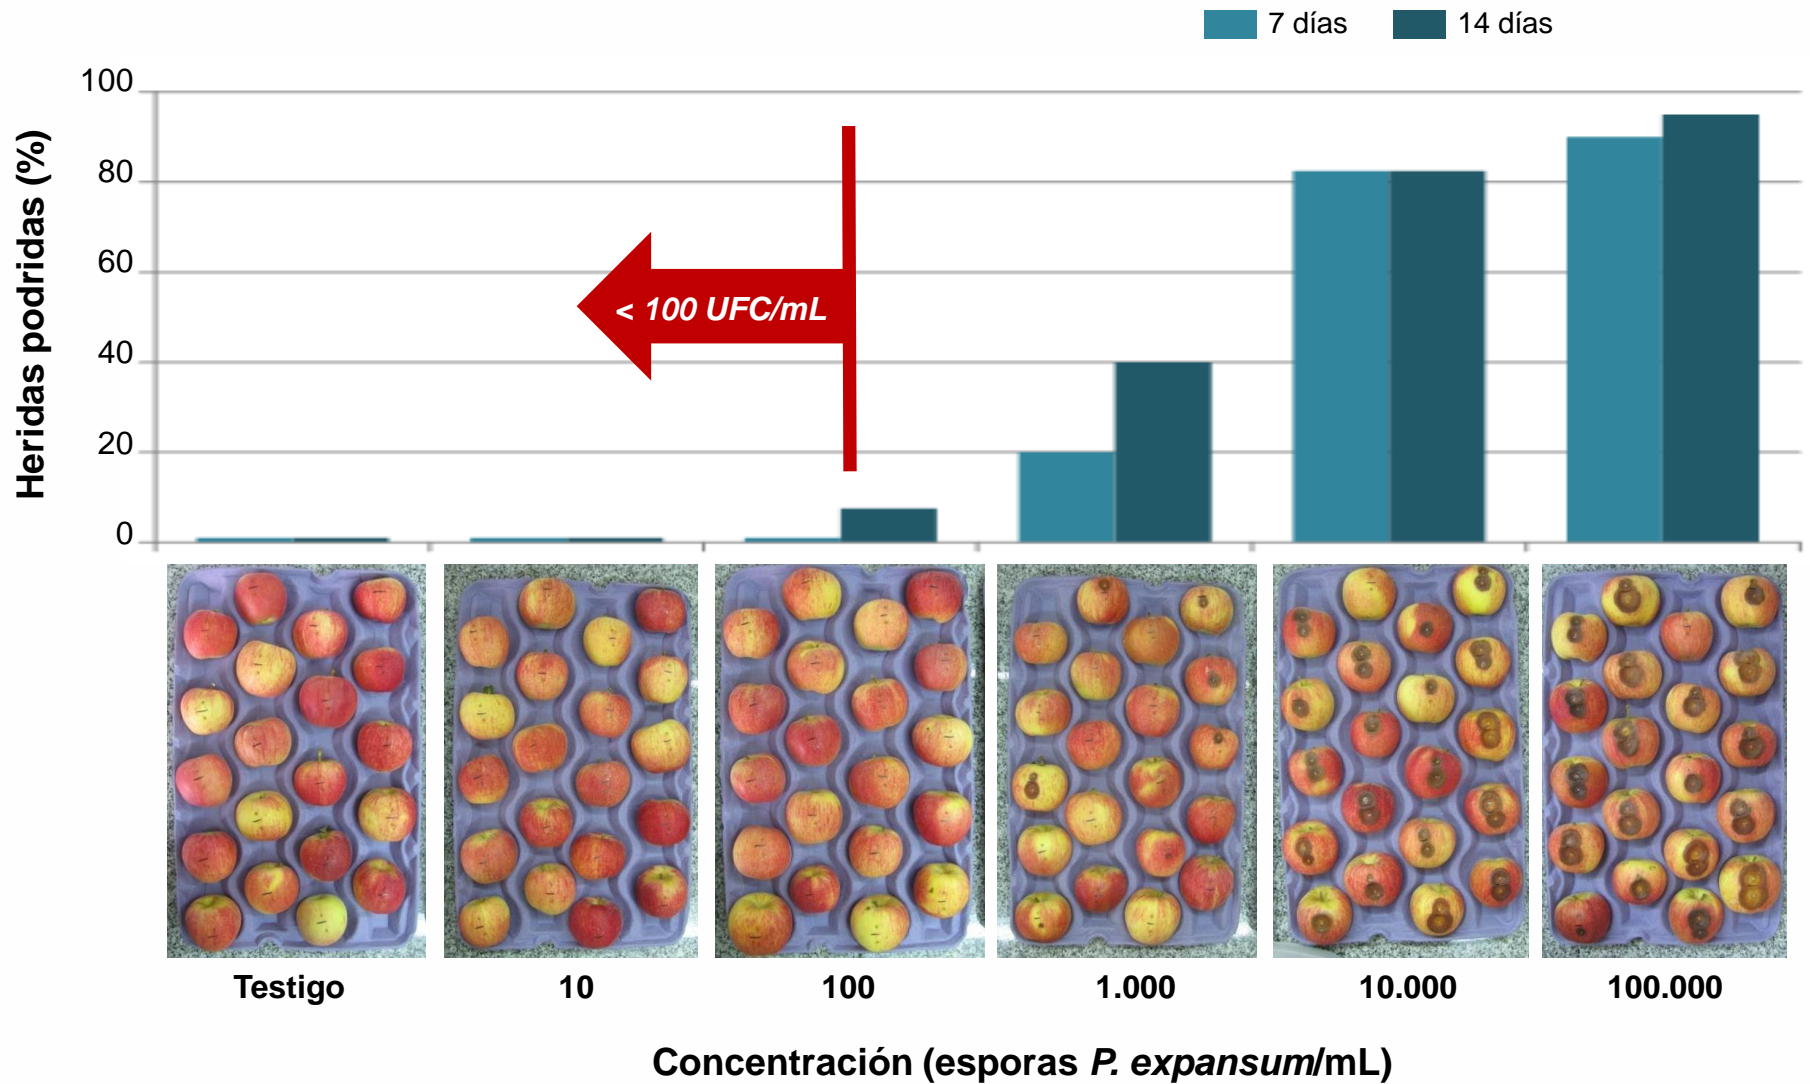 7 días
14 días
Heridas podridas (%)
100
80
60
40
20
0
< 100 UFC/mL
Testigo
10
100
1.000
10.000
100.000
Concentración (esporas P. expansum/mL)